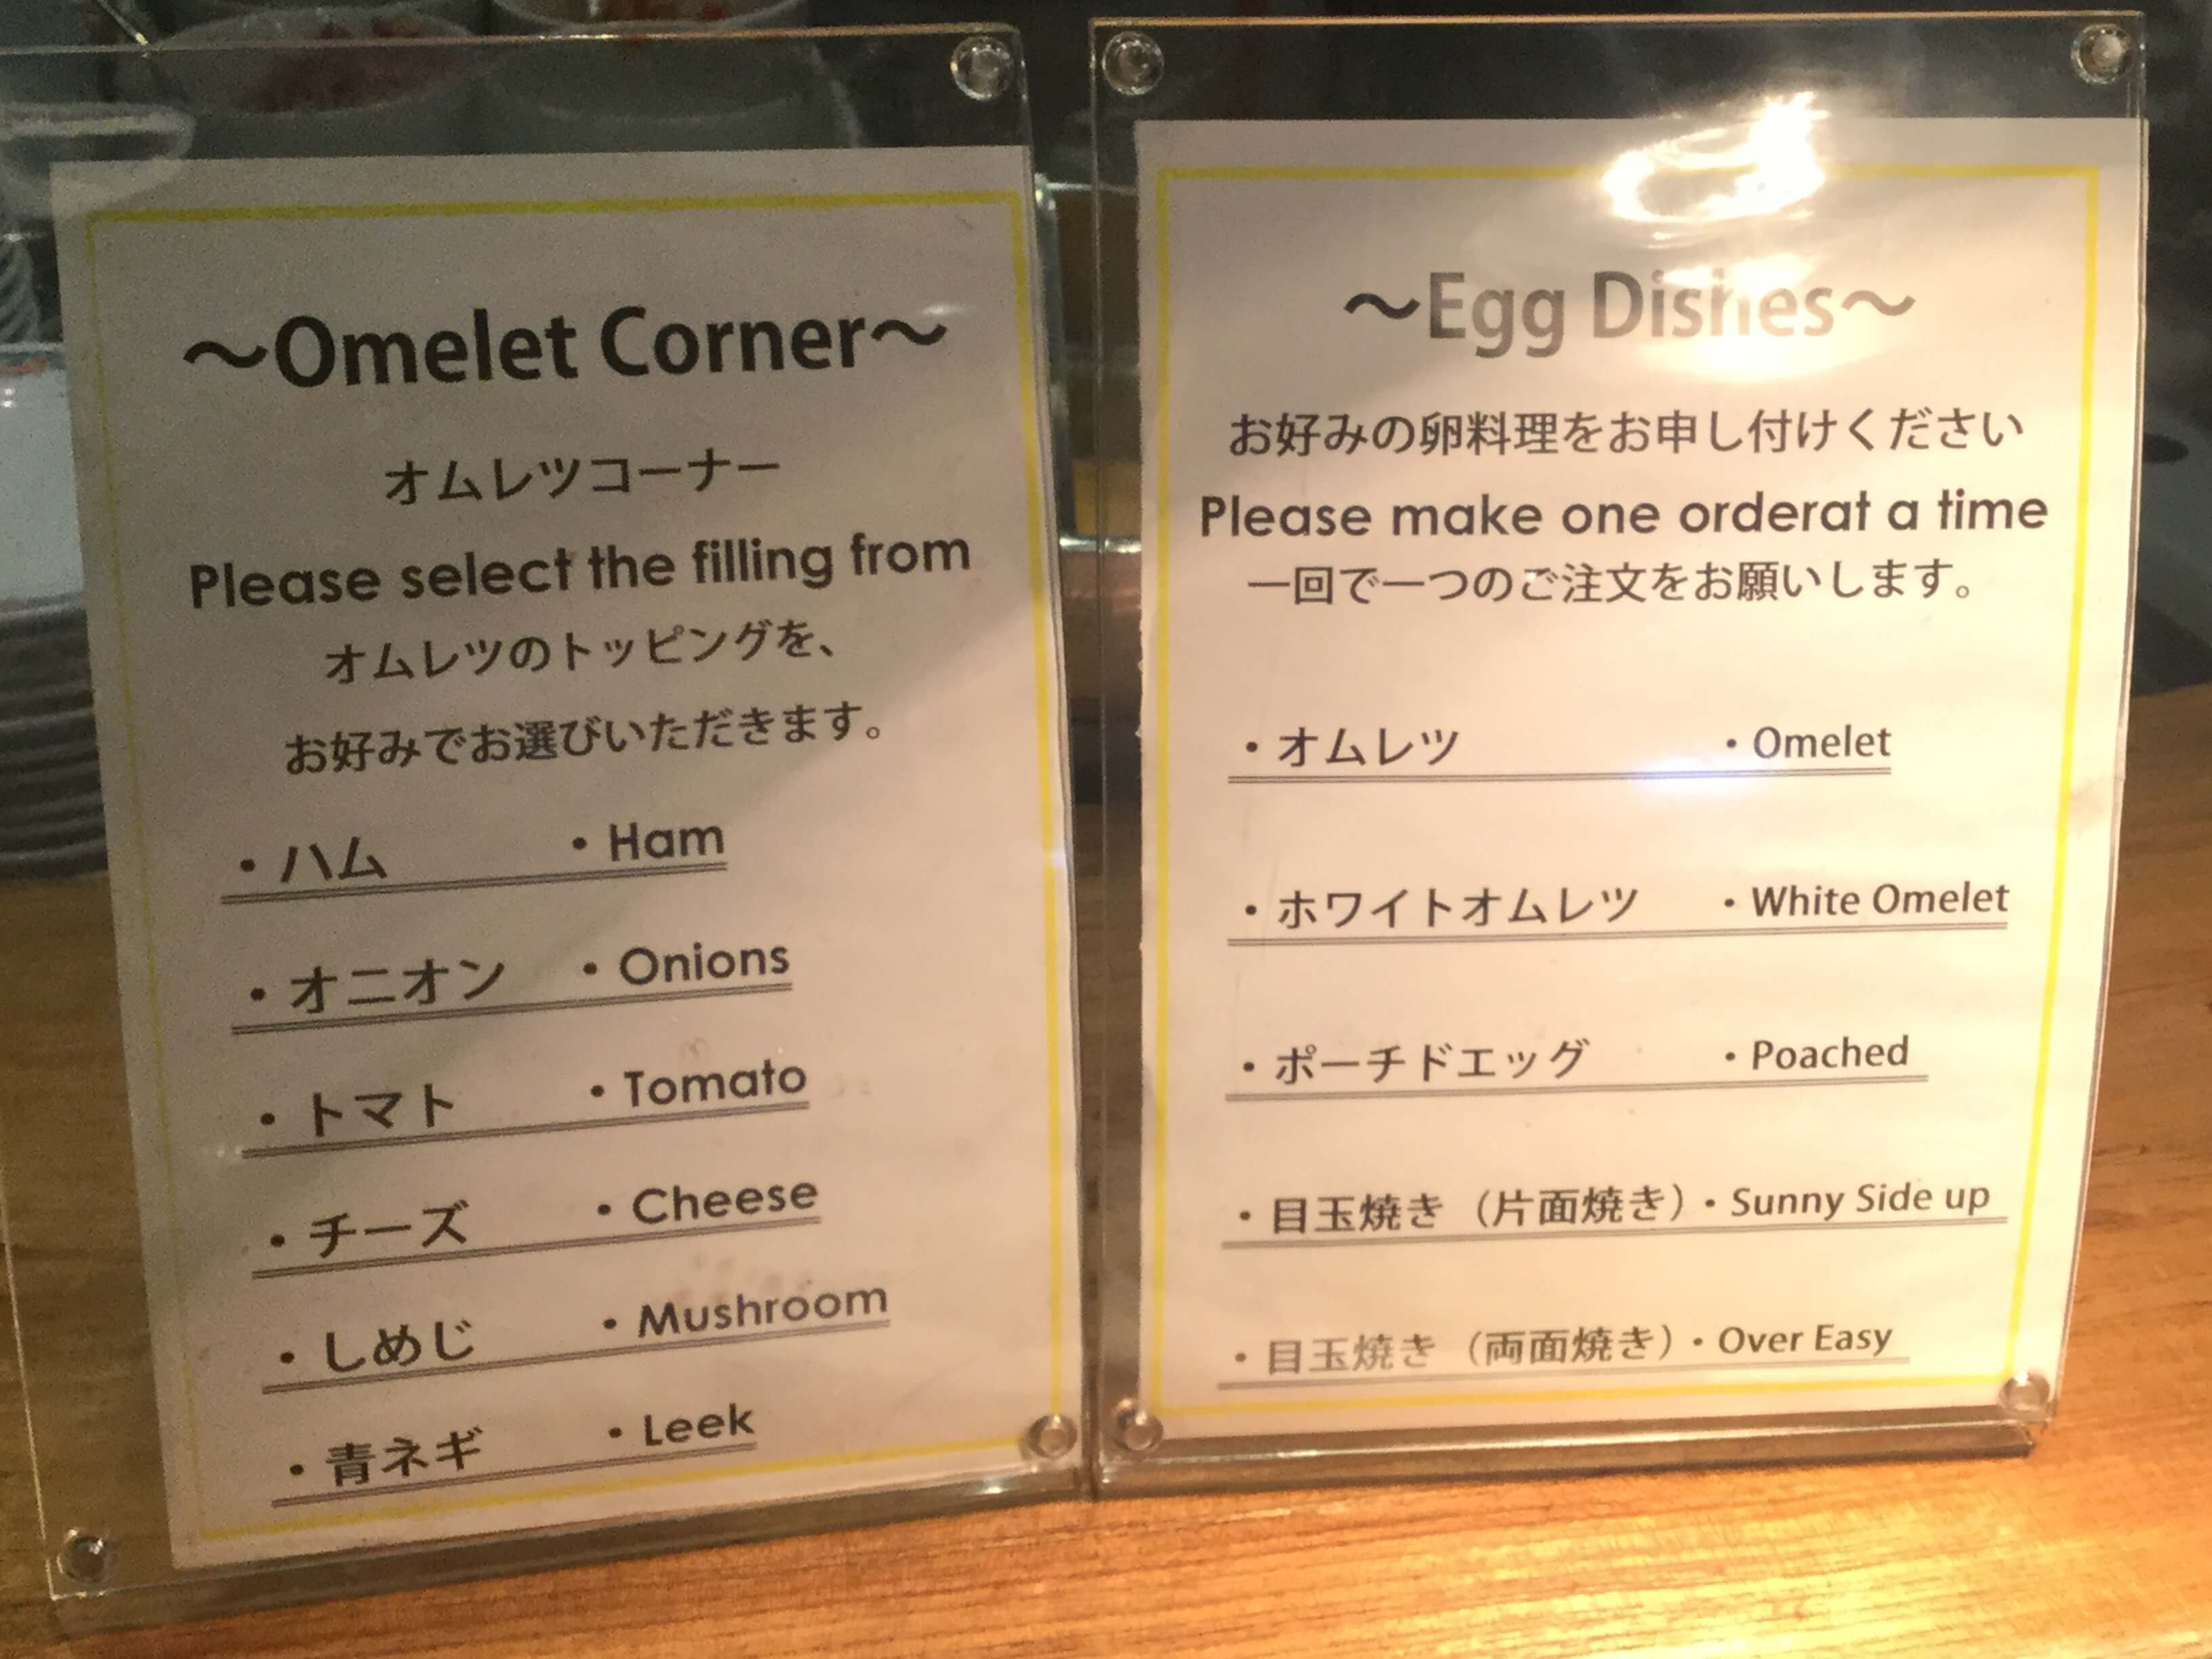 ～Omelet Corner～
オムレツコーナー
Please select the filling from
オムレツのトッピングを、
お好みでお選びいただきます。
・ハム ・Ham
・オニオン ・Onions
・トマト ・Tomato
・チーズ ・Cheese
・しめじ ・Mushroom
・青ネギ ・Leek
～Egg Dishes～
お好みの卵料理をお申し付けください
Please make one orderat a time
一回で一つのご注文をお願いします。
・オムレツ ・Omelet
・ホワイトオムレツ ・White Omelet
・ポーチドエッグ ・Poached
・目玉焼き（片面焼き）・Sunny Side up
・目玉焼き（両面焼き）・Over Easy